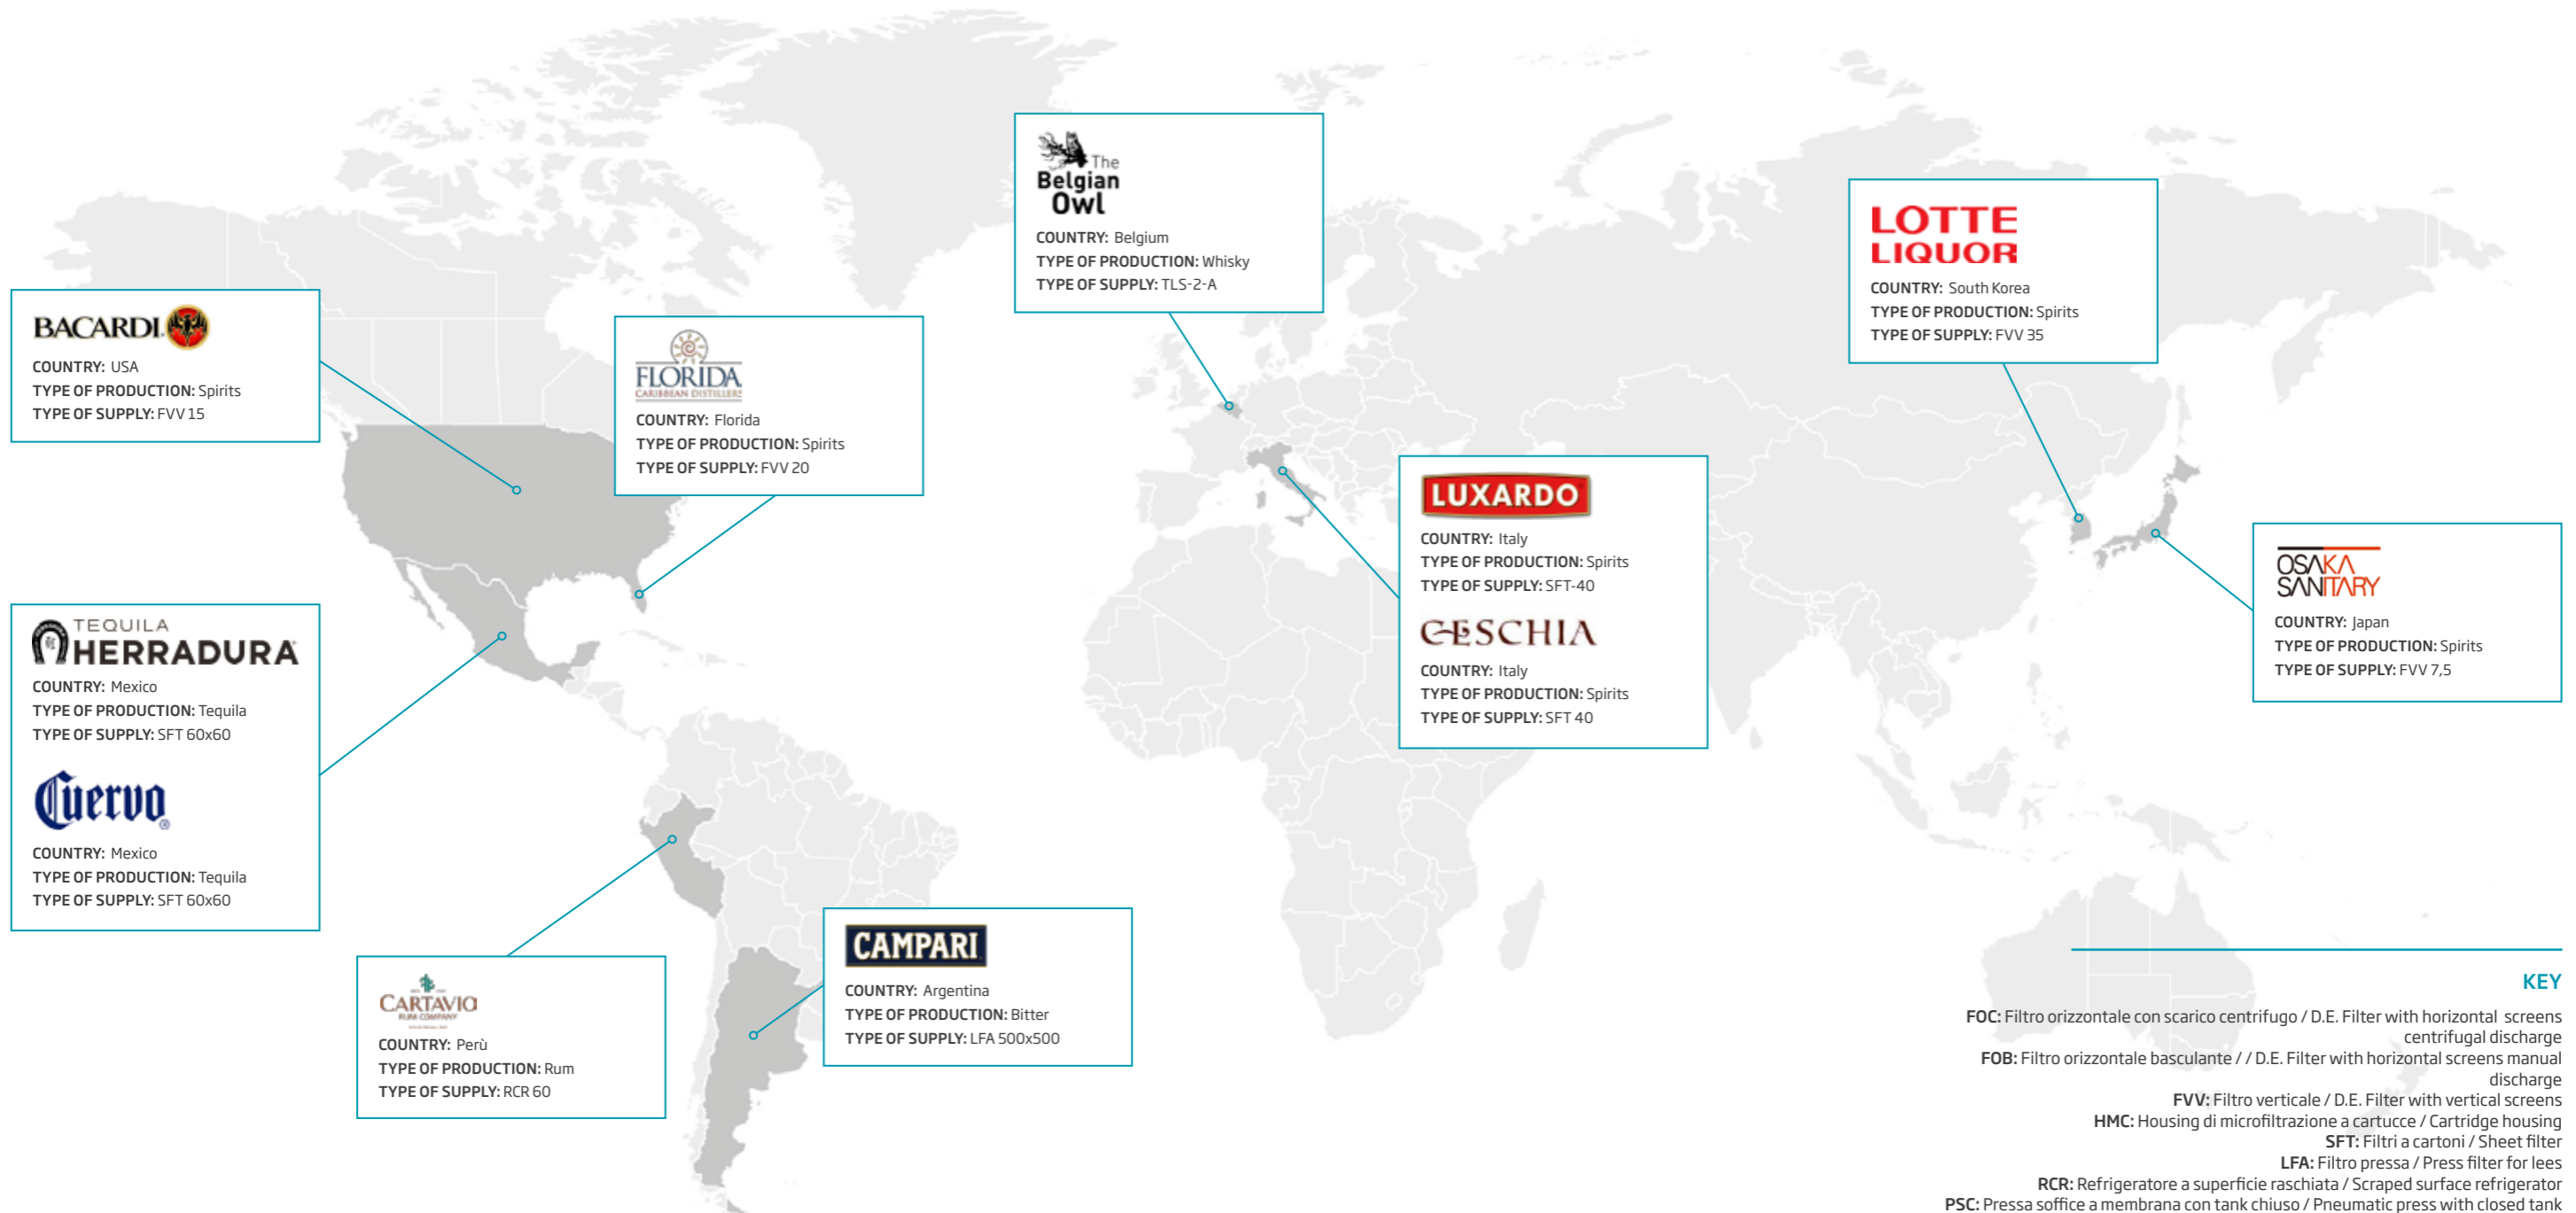 The
Belgian
Owl
COUNTRY: Belgium
TYPE OF PRODUCTION: Whisky
TYPE OF SUPPLY: TLS-2-A
LOTTE
LIQUOR
COUNTRY: South Korea
TYPE OF PRODUCTION: Spirits
TYPE OF SUPPLY: FVV 35
BACARDI
COUNTRY: USA
TYPE OF PRODUCTION: Spirits
TYPE OF SUPPLY: FVV 15
FLORIDA
CARIBBEAN DISTILLERS
COUNTRY: Florida
TYPE OF PRODUCTION: Spirits
TYPE OF SUPPLY: FVV 20
LUXARDO
COUNTRY: Italy
TYPE OF PRODUCTION: Spirits
TYPE OF SUPPLY: SFT-40
CESCHIA
COUNTRY: Italy
TYPE OF PRODUCTION: Spirits
TYPE OF SUPPLY: SFT 40
OSAKA
SANITARY
COUNTRY: Japan
TYPE OF PRODUCTION: Spirits
TYPE OF SUPPLY: FVV 7,5
TEQUILA
HERRADURA
COUNTRY: Mexico
TYPE OF PRODUCTION: Tequila
TYPE OF SUPPLY: SFT 60x60
Cuervo®
COUNTRY: Mexico
TYPE OF PRODUCTION: Tequila
TYPE OF SUPPLY: SFT 60x60
CARTAVIO
RUM COMPANY
COUNTRY: Perù
TYPE OF PRODUCTION: Rum
TYPE OF SUPPLY: RCR 60
CAMPARI
COUNTRY: Argentina
TYPE OF PRODUCTION: Bitter
TYPE OF SUPPLY: LFA 500x500
KEY
FOC: Filtro orizzontale con scarico centrifugo / D.E. Filter with horizontal screens
centrifugal discharge
FOB: Filtro orizzontale basculante / / D.E. Filter with horizontal screens manual
discharge
FVV: Filtro verticale / D.E. Filter with vertical screens
HMC: Housing di microfiltrazione a cartucce / Cartridge housing
SFT: Filtri a cartoni / Sheet filter
LFA: Filtro pressa / Press filter for lees
RCR: Refrigeratore a superficie raschiata / Scraped surface refrigerator
PSC: Pressa soffice a membrana con tank chiuso / Pneumatic press with closed tank